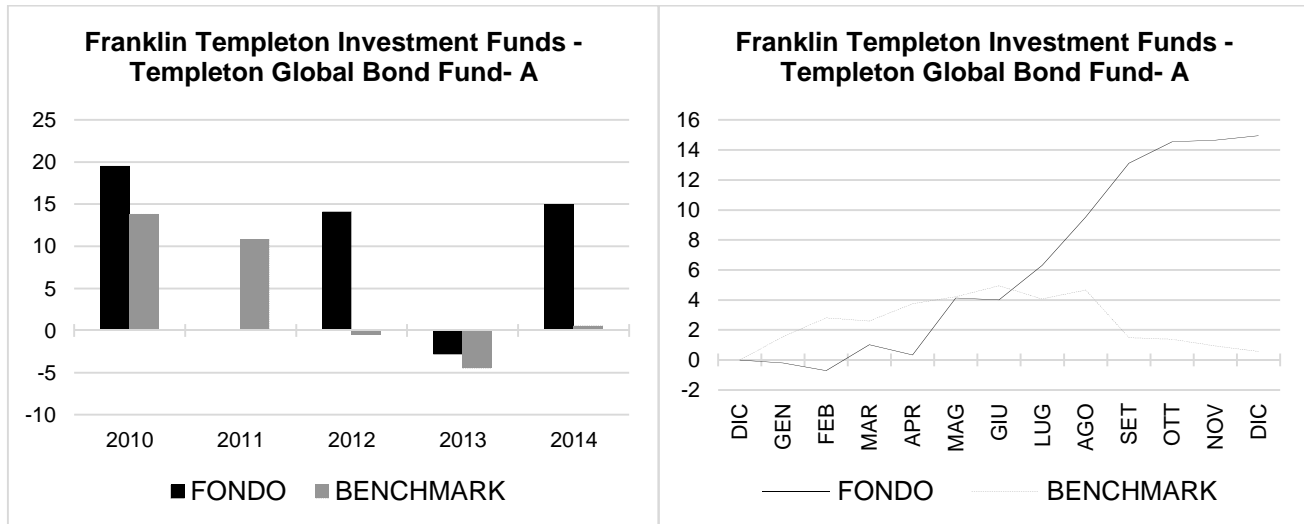 Franklin Templeton Investment Funds -
Templeton Global Bond Fund- A
25
20
15
10
5
0
-5
-10
2010 2011 2012 2013 2014
FONDO BENCHMARK
Franklin Templeton Investment Funds -
Templeton Global Bond Fund- A
16
14
12
10
8
6
4
2
0
-2
DIC GEN FEB MAR APR MAG GIU LUG AGO SET OTT NOV DIC
FONDO BENCHMARK